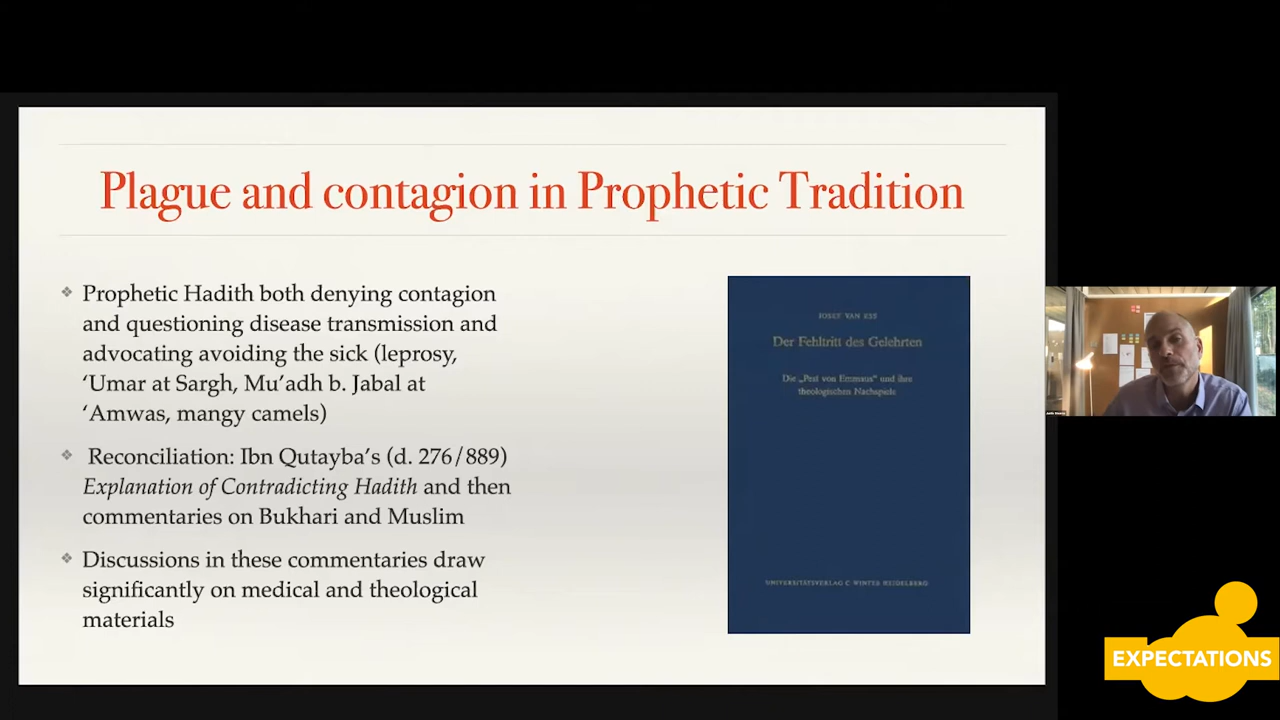 Plague and contagion in Prophetic Tradition
❖ Prophetic Hadith both denying contagion
and questioning disease transmission and
advocating avoiding the sick (leprosy,
‘Umar at Sargh, Mu’adh b. Jabal at
‘Amwas, mangy camels)
❖ Reconciliation: Ibn Qutayba’s (d. 276/889)
Explanation of Contradicting Hadith and then
commentaries on Bukhari and Muslim
❖ Discussions in these commentaries draw
significantly on medical and theological
materials
JOSEF VAN ESS
Der Fehltritt des Gelehrten
Die „Pest von Emmaus“ und ihre
theologischen Nachspiele
UNIVERSITÄTSVERLAG C. WINTER HEIDELBERG
EXPECTATIONS